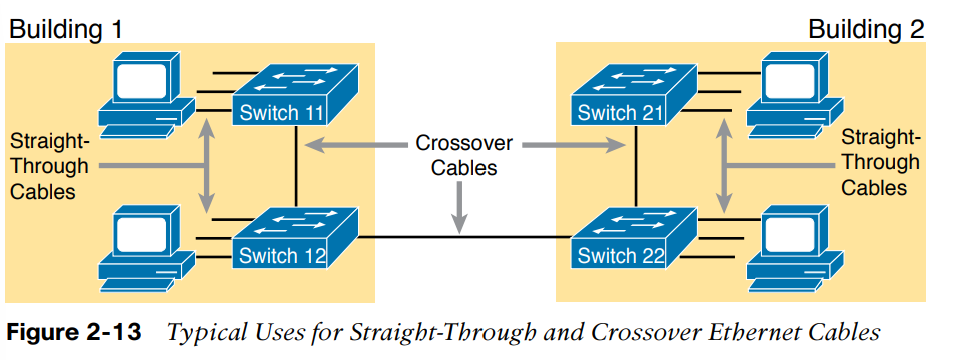 Building 1
Building 2
Switch 11
Switch 21
Straight-
Through
Cables
Crossover
Cables
Straight-
Through
Cables
Switch 12
Switch 22
Figure 2-13 Typical Uses for Straight-Through and Crossover Ethernet Cables